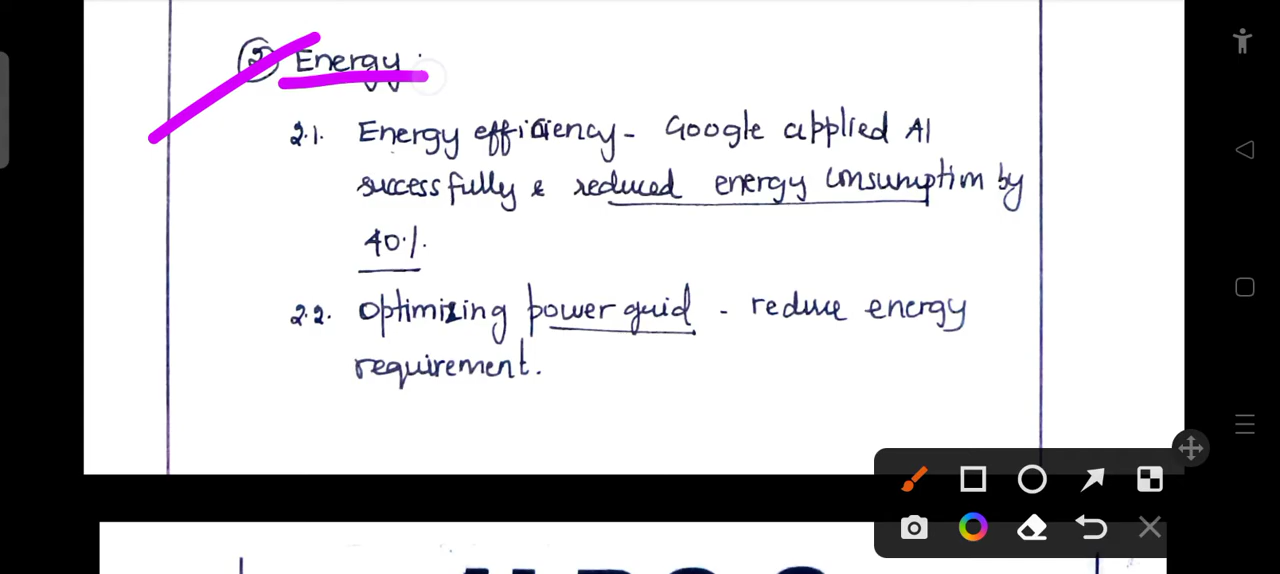 ② Energy :
2.1. Energy efficiency - Google applied AI
successfully & reduced energy consumption by
40%.
2.2. Optimizing power guid - reduce energy
requirement.